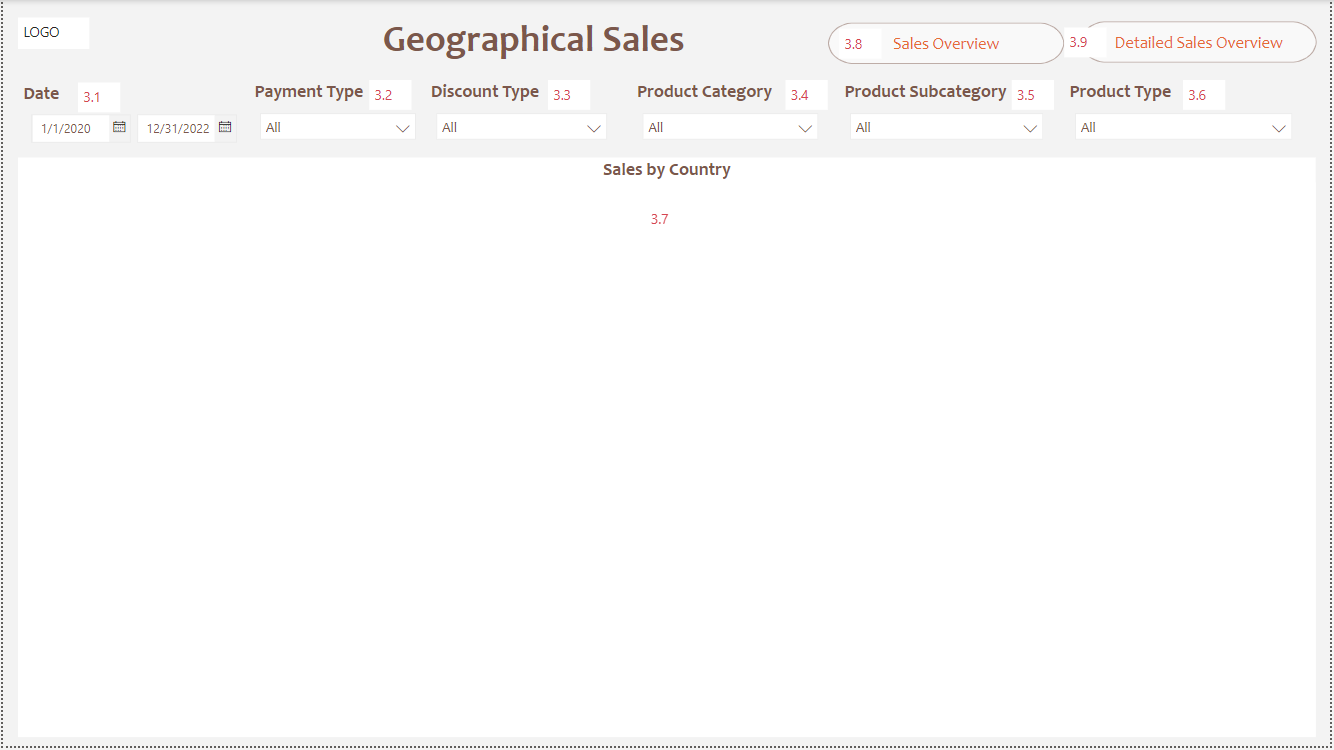 LOGO
Geographical Sales
3.8 Sales Overview
3.9 Detailed Sales Overview
Date 3.1
Payment Type 3.2
Discount Type 3.3
Product Category 3.4
Product Subcategory 3.5
Product Type 3.6
1/1/2020 12/31/2022
All
All
All
All
All
Sales by Country
3.7